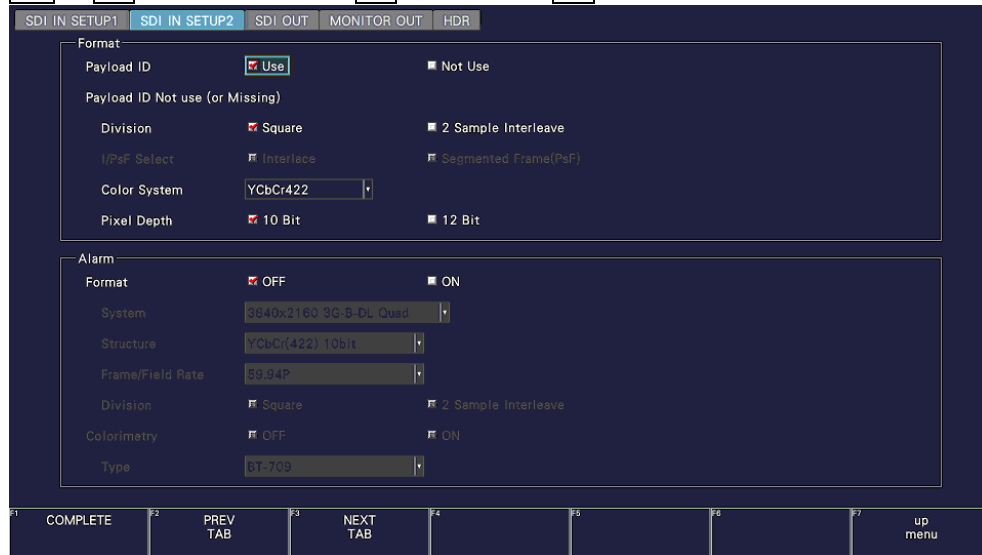 SDI IN SETUP1 SDI IN SETUP2 SDI OUT MONITOR OUT HDR
Format
Payload ID Use Not Use
Payload ID Not use (or Missing)
Division Square 2 Sample Interleave
I/PsF Select Interlace Segmented Frame(PsF)
Color System YCbCr422
Pixel Depth 10 Bit 12 Bit
Alarm
Format OFF ON
System 3840x2160 3G-B-DL Quad
Structure YCbCr(422) 10bit
Frame/Field Rate 59.94P
Division Square 2 Sample Interleave
Colorimetry OFF ON
Type BT-709
F1 COMPLETE F2 PREV TAB F3 NEXT TAB F4 F5 F6 F7 up menu